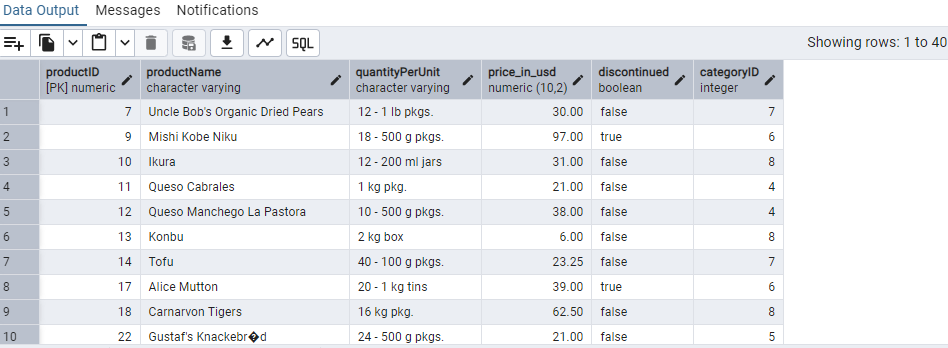 Data Output Messages Notifications
SQL Showing rows: 1 to 40
productID productName quantityPerUnit price_in_usd discontinued categoryID
[PK] numeric character varying character varying numeric (10,2) boolean integer
1 7 Uncle Bob's Organic Dried Pears 12 - 1 lb pkgs. 30.00 false 7
2 9 Mishi Kobe Niku 18 - 500 g pkgs. 97.00 true 6
3 10 Ikura 12 - 200 ml jars 31.00 false 8
4 11 Queso Cabrales 1 kg pkg. 21.00 false 4
5 12 Queso Manchego La Pastora 10 - 500 g pkgs. 38.00 false 4
6 13 Konbu 2 kg box 6.00 false 8
7 14 Tofu 40 - 100 g pkgs. 23.25 false 7
8 17 Alice Mutton 20 - 1 kg tins 39.00 true 6
9 18 Carnarvon Tigers 16 kg pkg. 62.50 false 8
10 22 Gustaf's Knackebr�d 24 - 500 g pkgs. 21.00 false 5